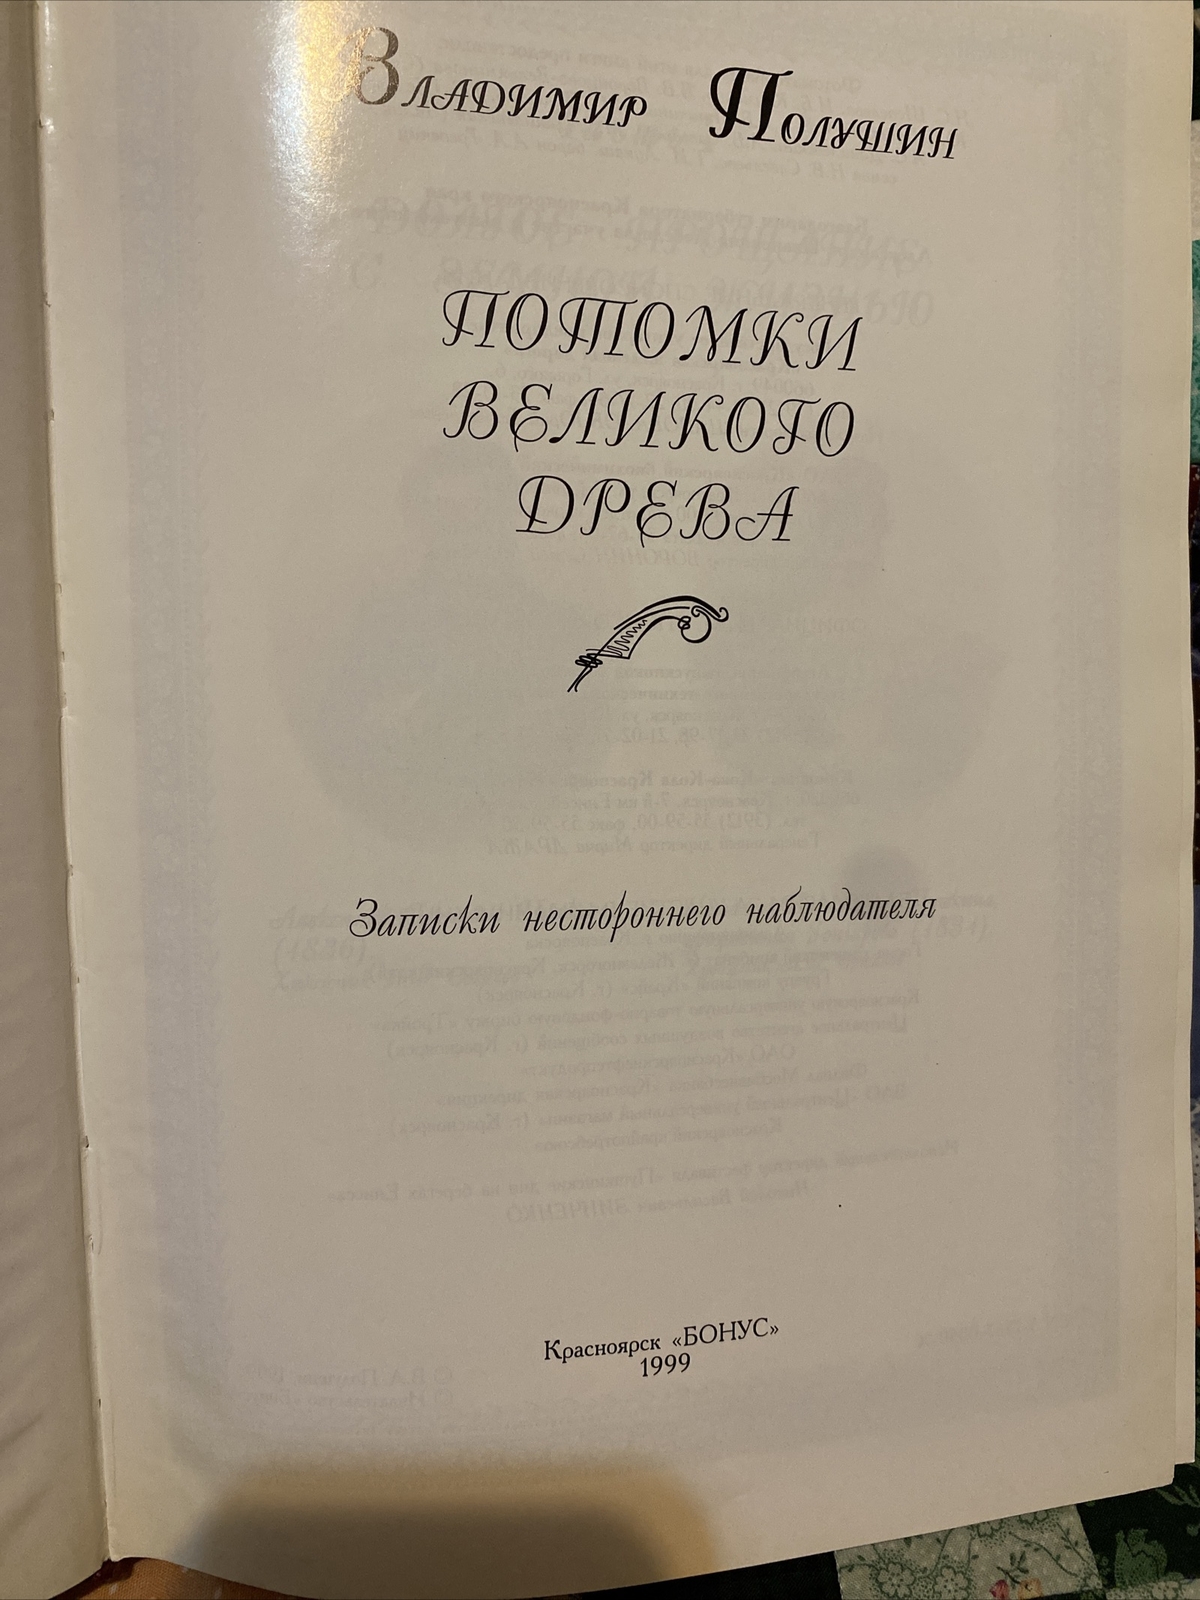 Владимир Полушин
ПОТОМКИ
ВЕЛИКОГО
ДРЕВА
Записки нестороннего наблюдателя
Красноярск «БОНУС»
1999